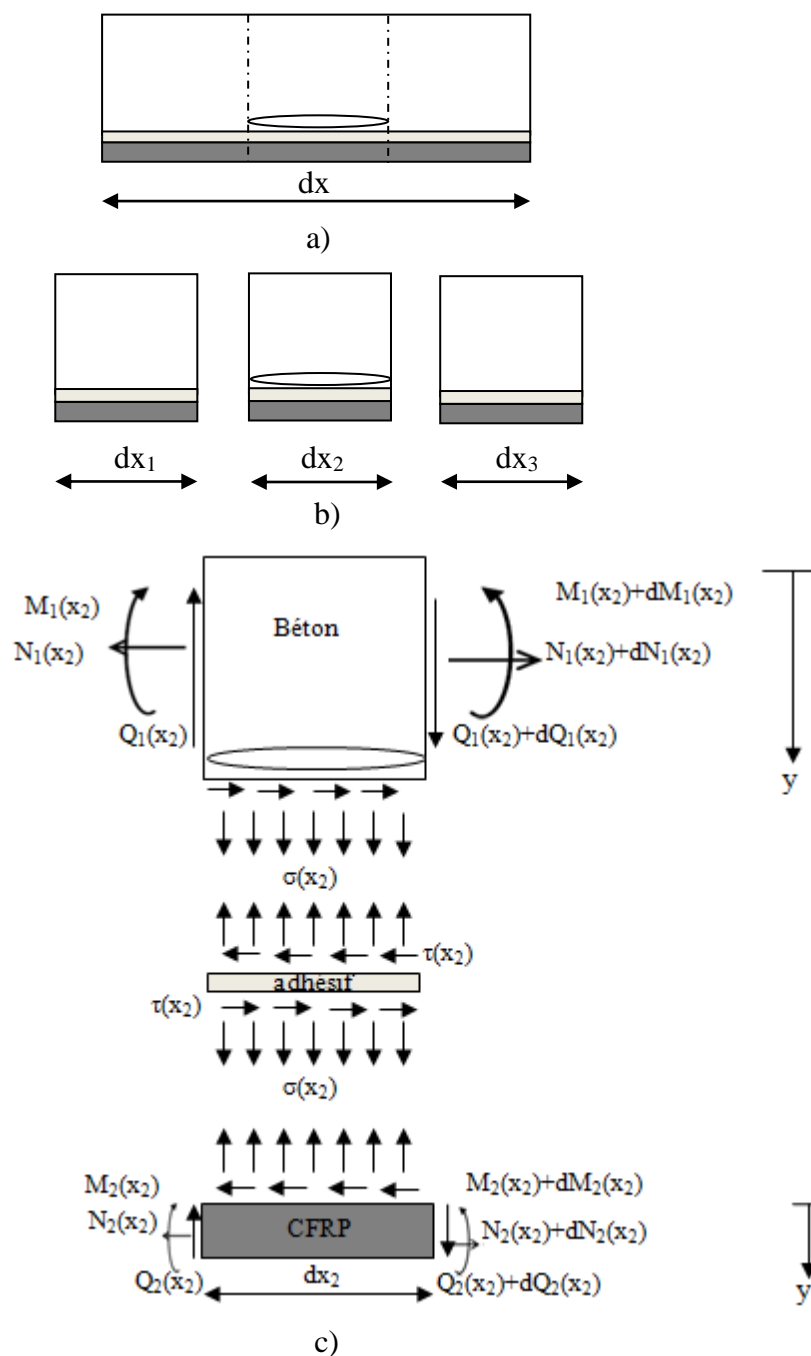 dx
a)
dx₁ dx₂ dx₃
b)
M₁(x₂) M₁(x₂)+dM₁(x₂)
Béton
N₁(x₂) N₁(x₂)+dN₁(x₂)
Q₁(x₂) Q₁(x₂)+dQ₁(x₂)
y
σ(x₂)
τ(x₂)
adhésif
τ(x₂)
σ(x₂)
M₂(x₂) M₂(x₂)+dM₂(x₂)
N₂(x₂) CFRP N₂(x₂)+dN₂(x₂)
Q₂(x₂) dx₂ Q₂(x₂)+dQ₂(x₂)
y
c)